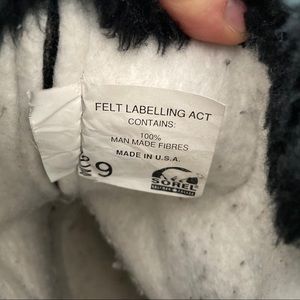 FELT LABELLING ACT
CONTAINS:
100%
MAN MADE FIBRES
MADE IN U.S.A.
9
SOREL